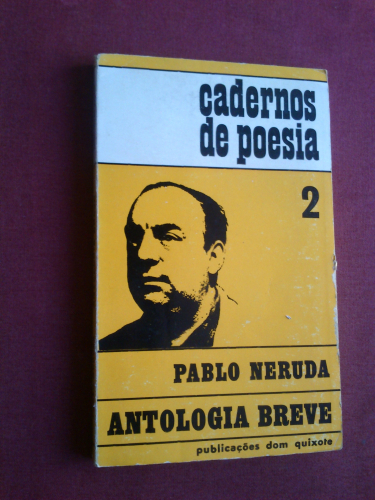 cadernos
de poesia
2
PABLO NERUDA
ANTOLOGIA BREVE
publicações dom quixote